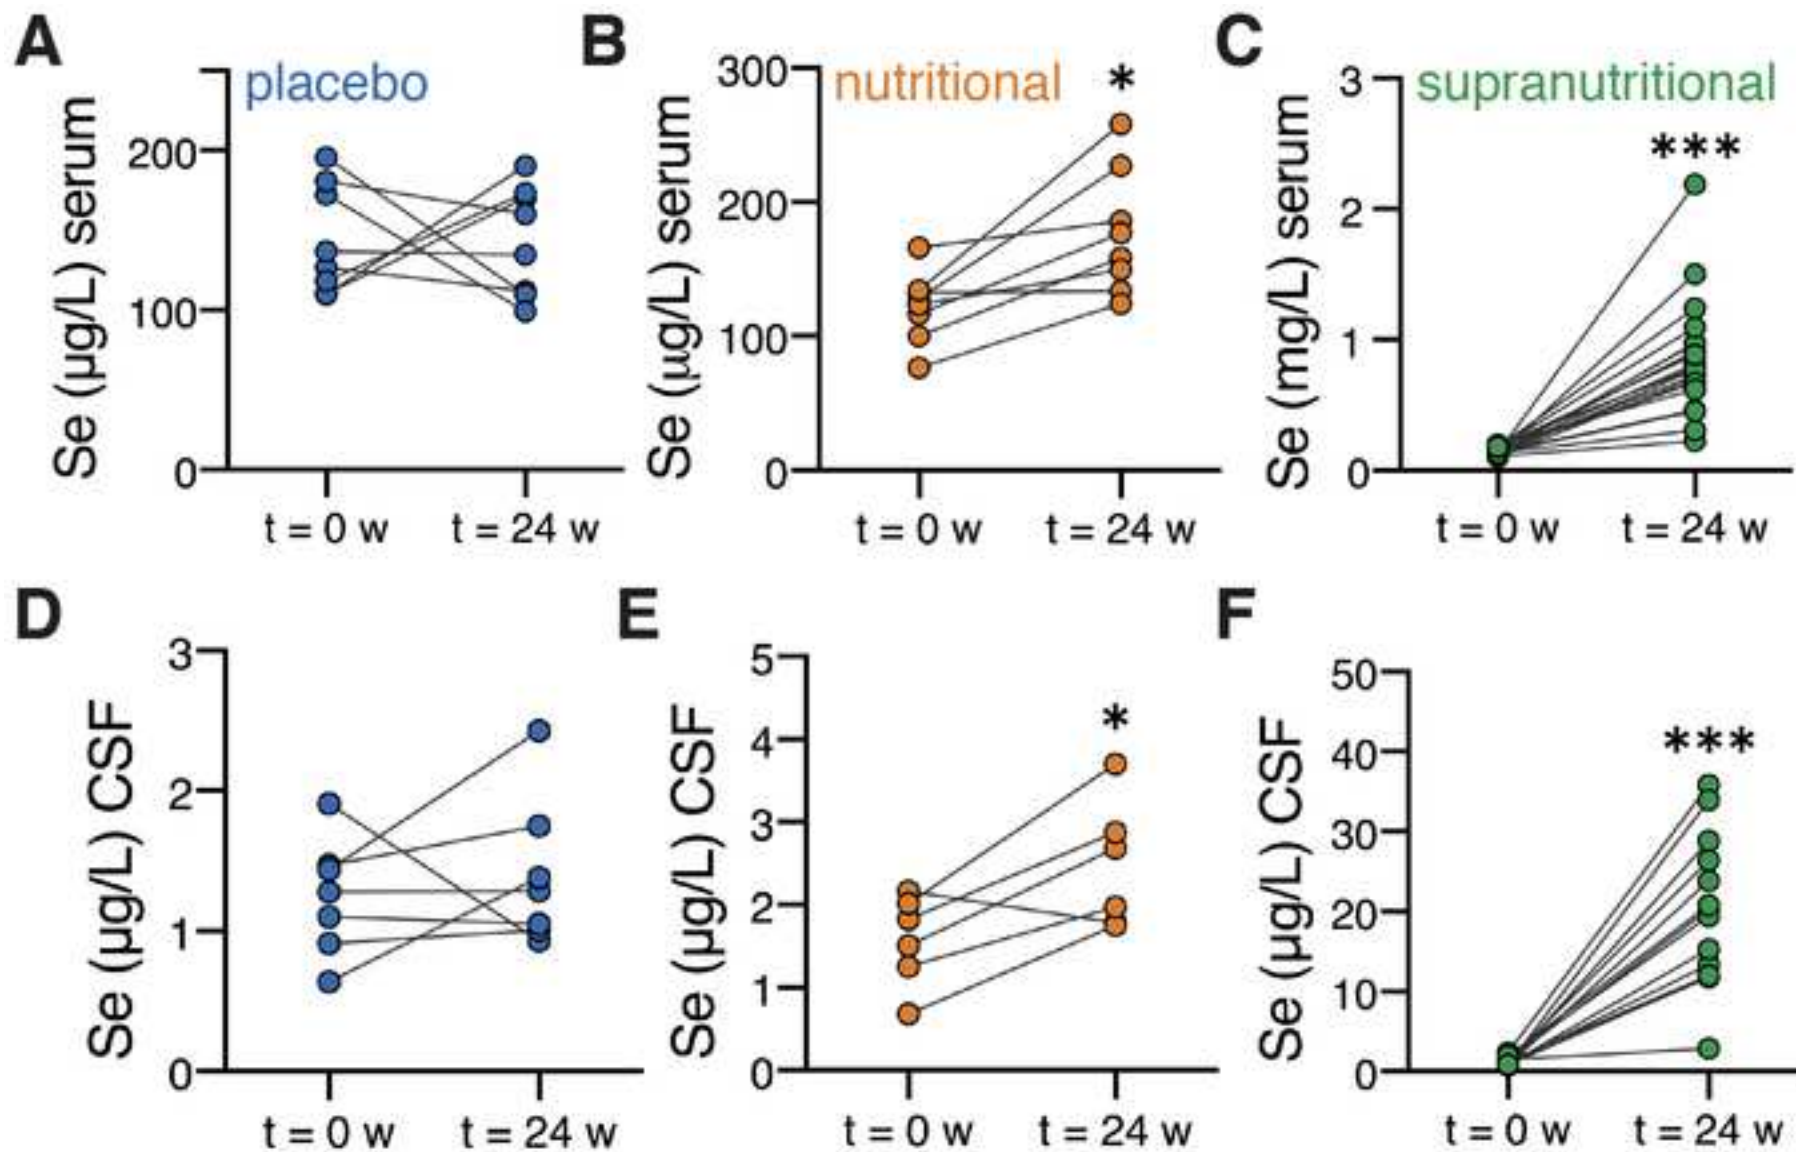 A
placebo
Se (µg/L) serum
200
100
0
t = 0 w
t = 24 w
B
nutritional
*
Se (µg/L) serum
300
200
100
0
t = 0 w
t = 24 w
C
supranutritional
***
Se (mg/L) serum
3
2
1
0
t = 0 w
t = 24 w
D
Se (µg/L) CSF
3
2
1
0
t = 0 w
t = 24 w
E
*
Se (µg/L) CSF
5
4
3
2
1
0
t = 0 w
t = 24 w
F
***
Se (µg/L) CSF
50
40
30
20
10
0
t = 0 w
t = 24 w